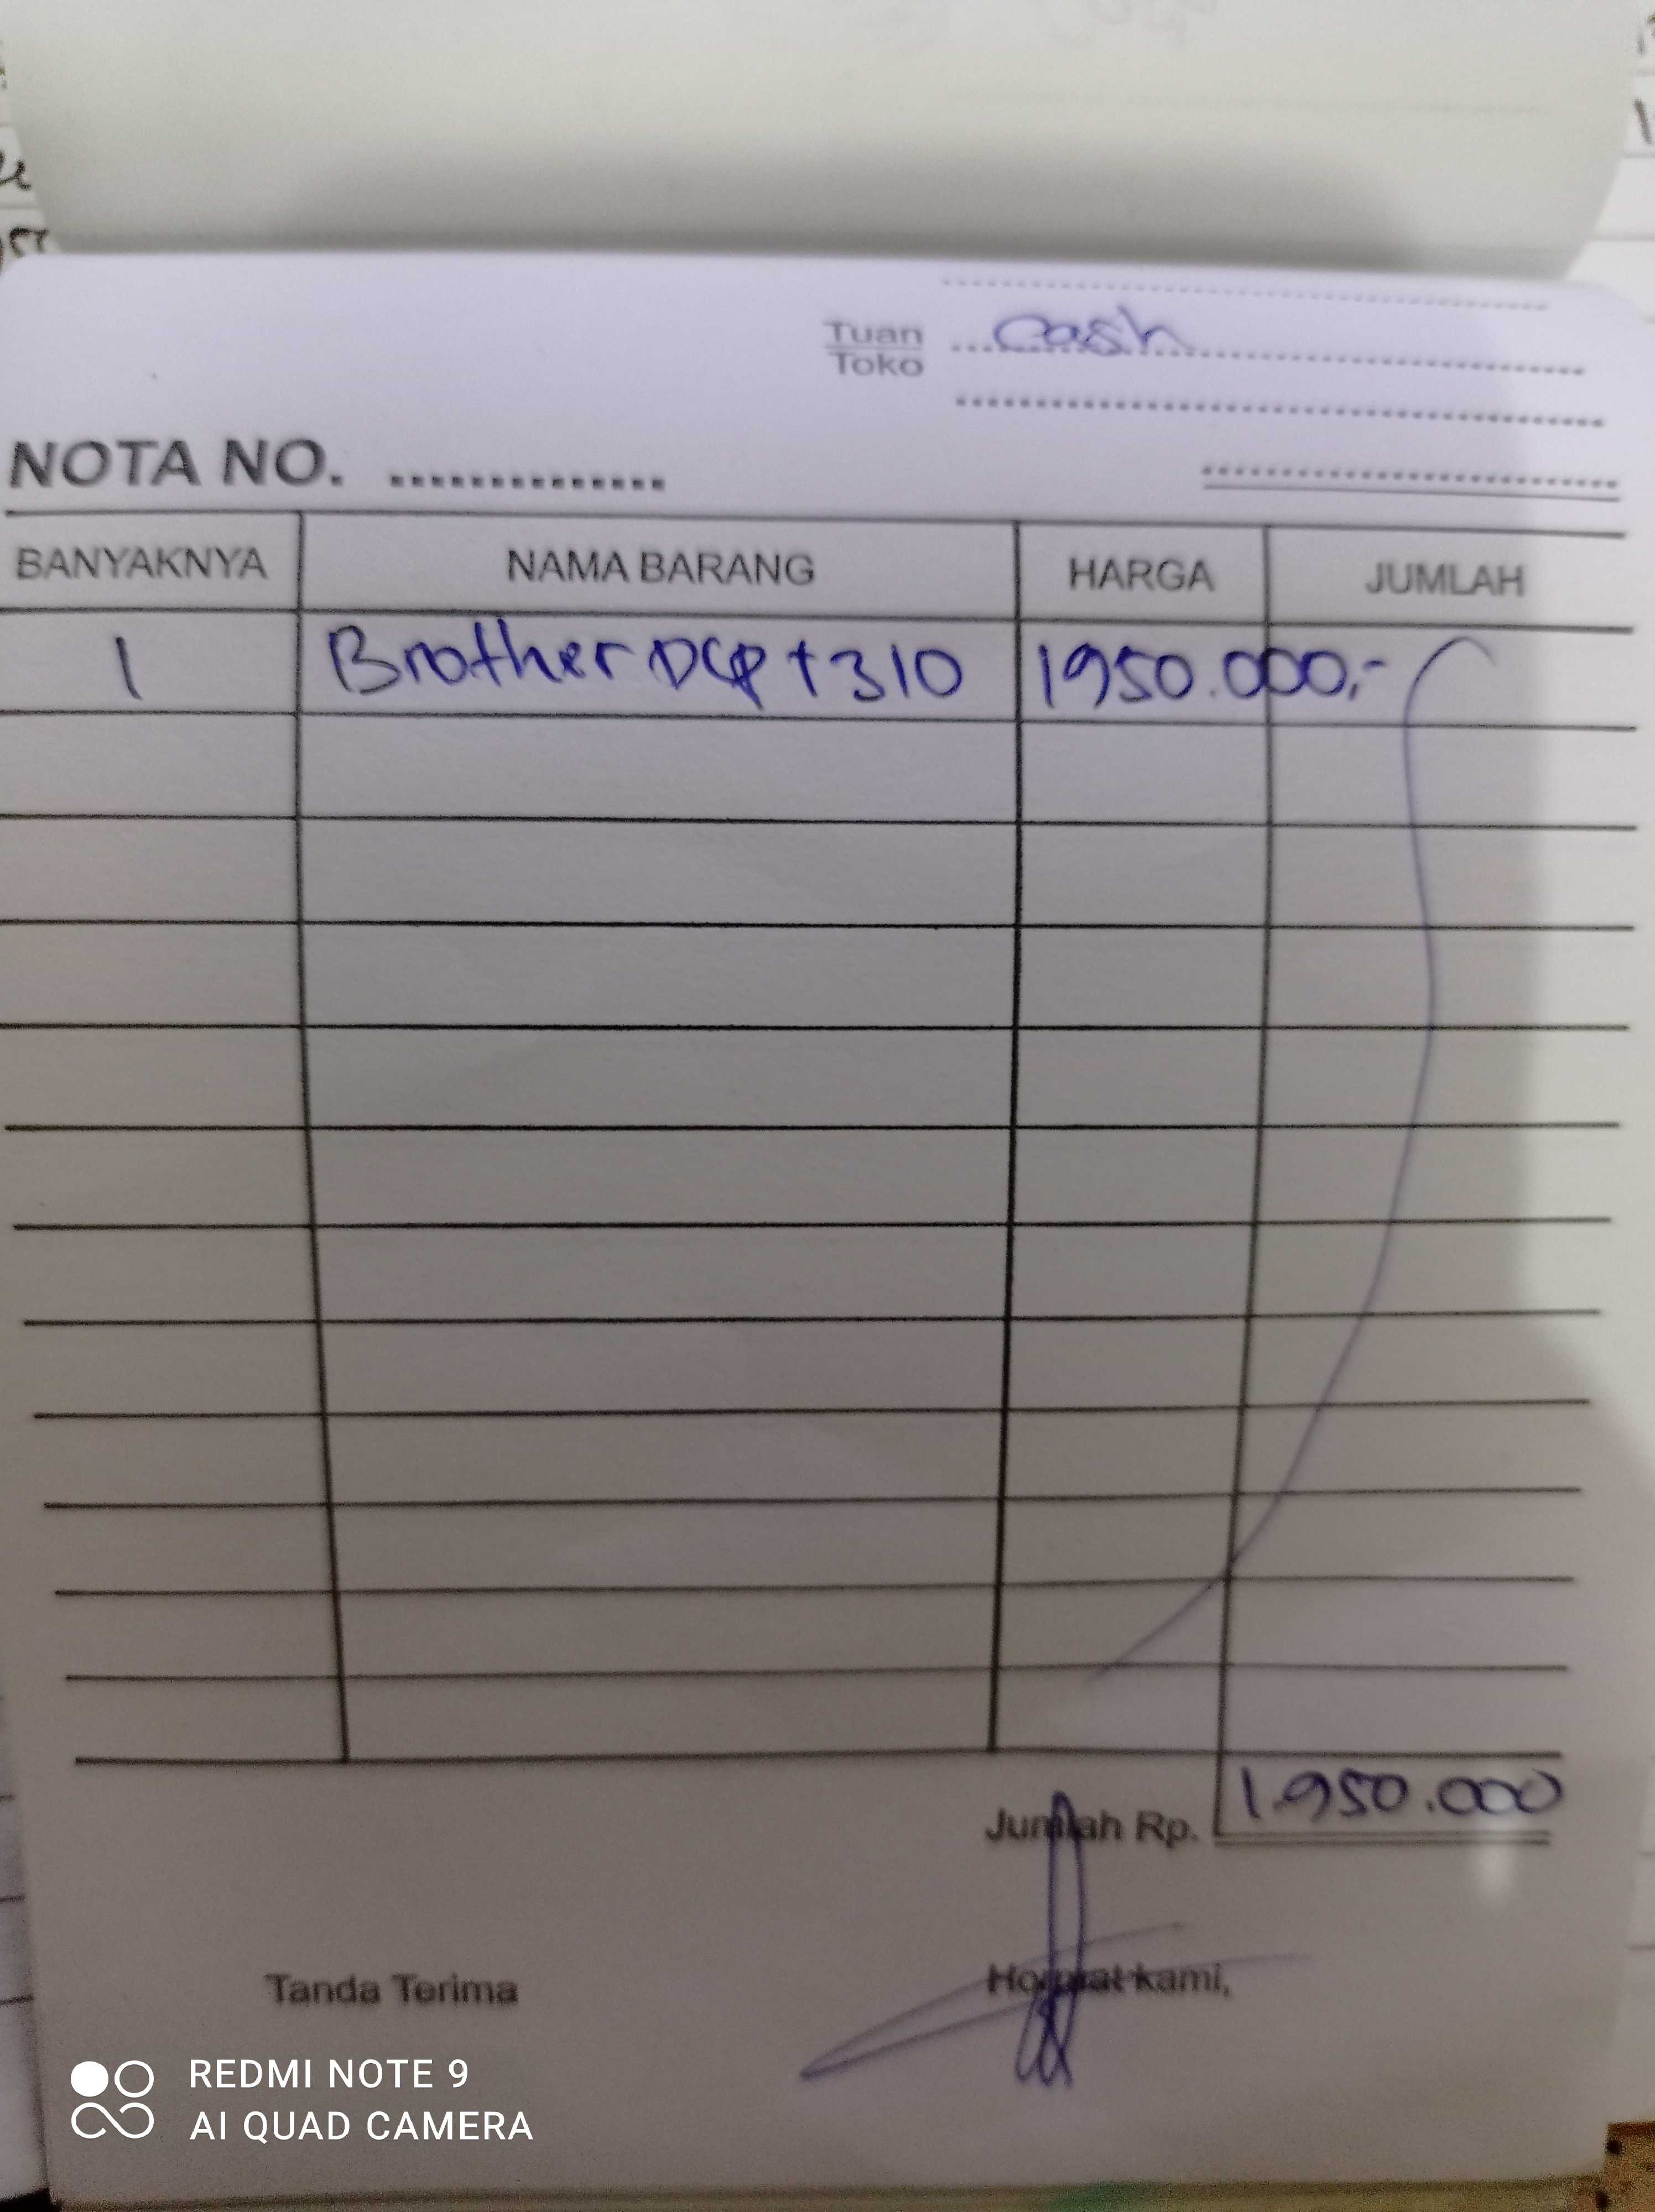 Tuan cash
Toko
NOTA NO. ..............
BANYAKNYA NAMA BARANG HARGA JUMLAH
1 Brother DCP t310 1950.000,-
Jumlah Rp. 1.950.000
Tanda Terima Hormat kami,
REDMI NOTE 9
AI QUAD CAMERA